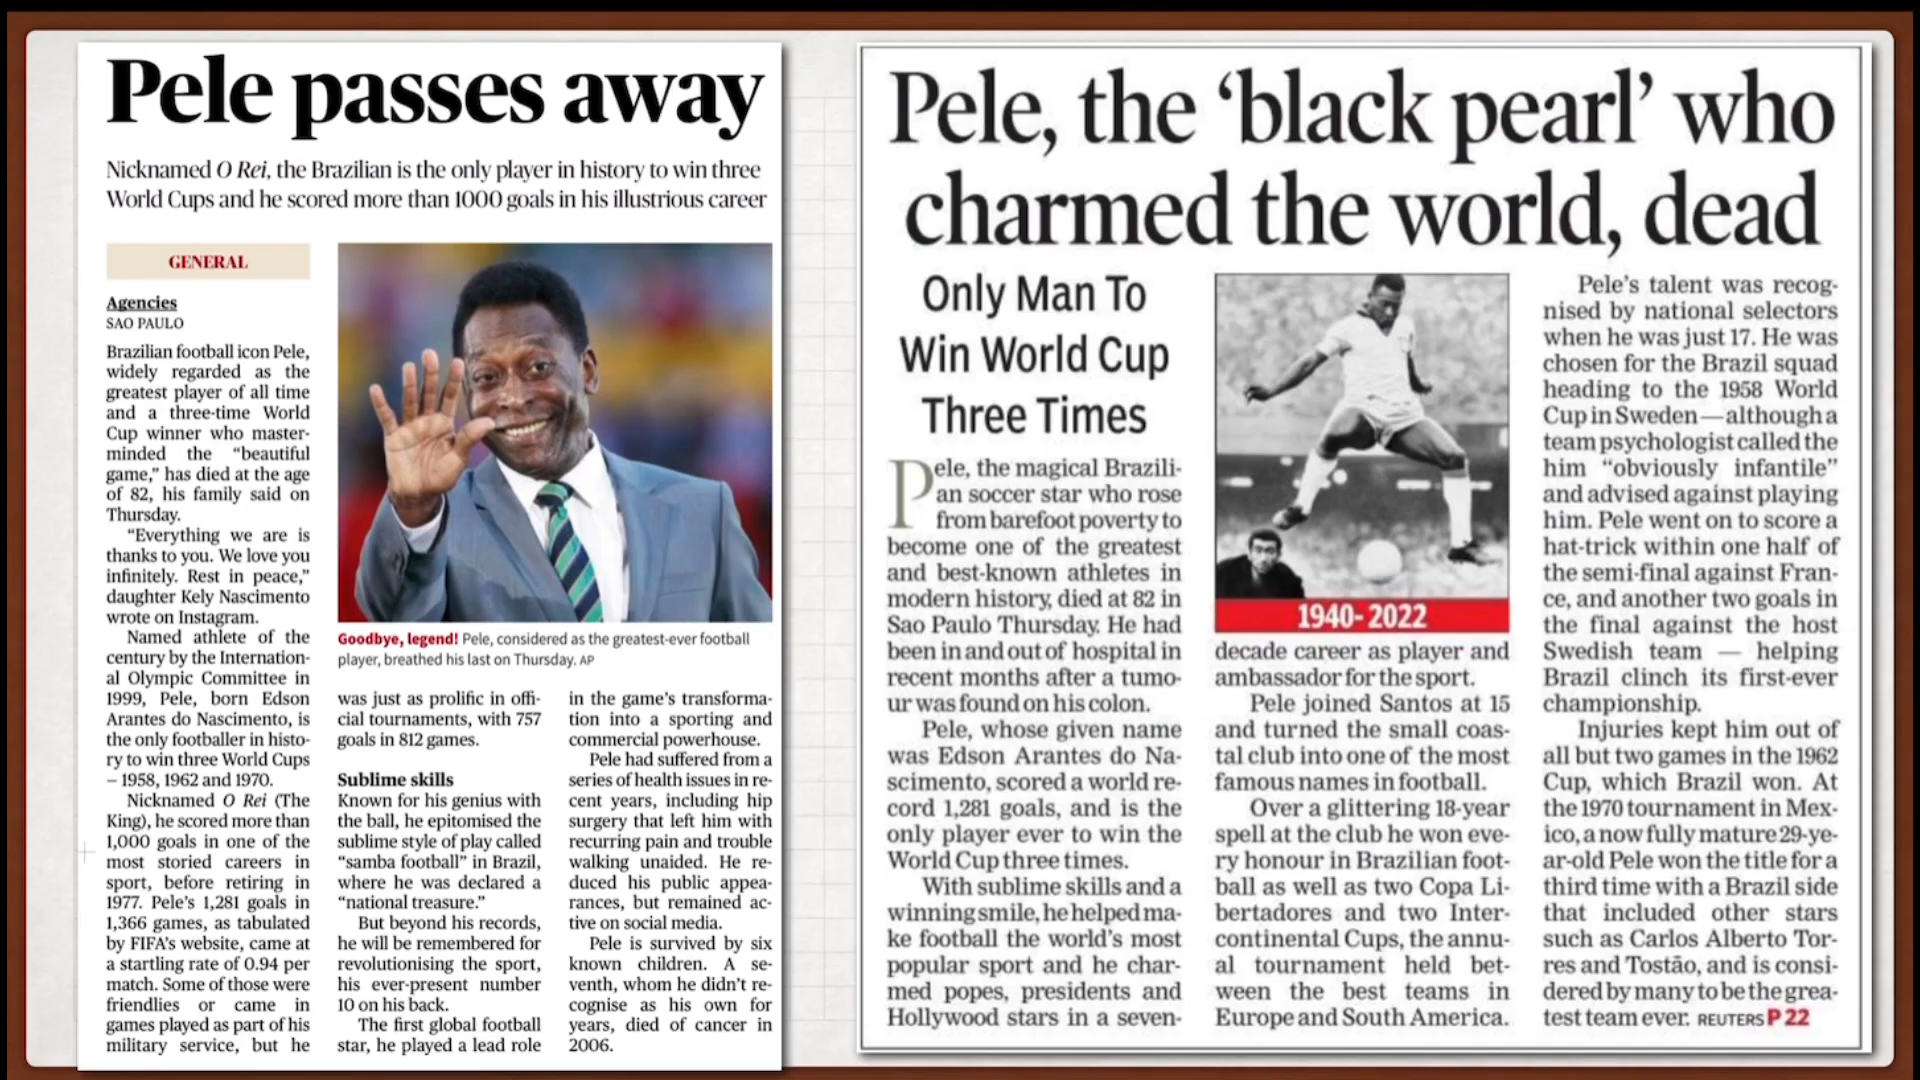 Pele passes away
Nicknamed O Rei, the Brazilian is the only player in history to win three
World Cups and he scored more than 1000 goals in his illustrious career
GENERAL
Agencies
SAO PAULO
Brazilian football icon Pele,
widely regarded as the
greatest player of all time
and a three-time World
Cup winner who master-
minded the “beautiful
game,” has died at the age
of 82, his family said on
Thursday.
“Everything we are is
thanks to you. We love you
infinitely. Rest in peace,”
daughter Kely Nascimento
wrote on Instagram.
Named athlete of the
century by the Internation-
al Olympic Committee in
1999, Pele, born Edson
Arantes do Nascimento, is
the only footballer in histo-
ry to win three World Cups
– 1958, 1962 and 1970.
Nicknamed O Rei (The
King), he scored more than
1,000 goals in one of the
most storied careers in
sport, before retiring in
1977. Pele’s 1,281 goals in
1,366 games, as tabulated
by FIFA’s website, came at
a startling rate of 0.94 per
match. Some of those were
friendlies or came in
games played as part of his
military service, but he
Goodbye, legend! Pele, considered as the greatest-ever football
player, breathed his last on Thursday. AP
was just as prolific in offi-
cial tournaments, with 757
goals in 812 games.
Sublime skills
Known for his genius with
the ball, he epitomised the
sublime style of play called
“samba football” in Brazil,
where he was declared a
“national treasure.”
But beyond his records,
he will be remembered for
revolutionising the sport,
his ever-present number
10 on his back.
The first global football
star, he played a lead role
in the game’s transforma-
tion into a sporting and
commercial powerhouse.
Pele had suffered from a
series of health issues in re-
cent years, including hip
surgery that left him with
recurring pain and trouble
walking unaided. He re-
duced his public appea-
rances, but remained ac-
tive on social media.
Pele is survived by six
known children. A se-
venth, whom he didn’t re-
cognise as his own for
years, died of cancer in
2006.
Pele, the ‘black pearl’ who
charmed the world, dead
Only Man To
Win World Cup
Three Times
Pele, the magical Brazili-
an soccer star who rose
from barefoot poverty to
become one of the greatest
and best-known athletes in
modern history, died at 82 in
Sao Paulo Thursday. He had
been in and out of hospital in
recent months after a tumo-
ur was found on his colon.
Pele, whose given name
was Edson Arantes do Na-
scimento, scored a world re-
cord 1,281 goals, and is the
only player ever to win the
World Cup three times.
With sublime skills and a
winning smile, he helped ma-
ke football the world’s most
popular sport and he char-
med popes, presidents and
Hollywood stars in a seven-
1940-2022
decade career as player and
ambassador for the sport.
Pele joined Santos at 15
and turned the small coas-
tal club into one of the most
famous names in football.
Over a glittering 18-year
spell at the club he won eve-
ry honour in Brazilian foot-
ball as well as two Copa Li-
bertadores and two Inter-
continental Cups, the annu-
al tournament held bet-
ween the best teams in
Europe and South America.
Pele’s talent was recog-
nised by national selectors
when he was just 17. He was
chosen for the Brazil squad
heading to the 1958 World
Cup in Sweden—although a
team psychologist called the
him “obviously infantile”
and advised against playing
him. Pele went on to score a
hat-trick within one half of
the semi-final against Fran-
ce, and another two goals in
the final against the host
Swedish team — helping
Brazil clinch its first-ever
championship.
Injuries kept him out of
all but two games in the 1962
Cup, which Brazil won. At
the 1970 tournament in Mex-
ico, a now fully mature 29-ye-
ar-old Pele won the title for a
third time with a Brazil side
that included other stars
such as Carlos Alberto Tor-
res and Tostão, and is consi-
dered by many to be the grea-
test team ever. REUTERS P 22